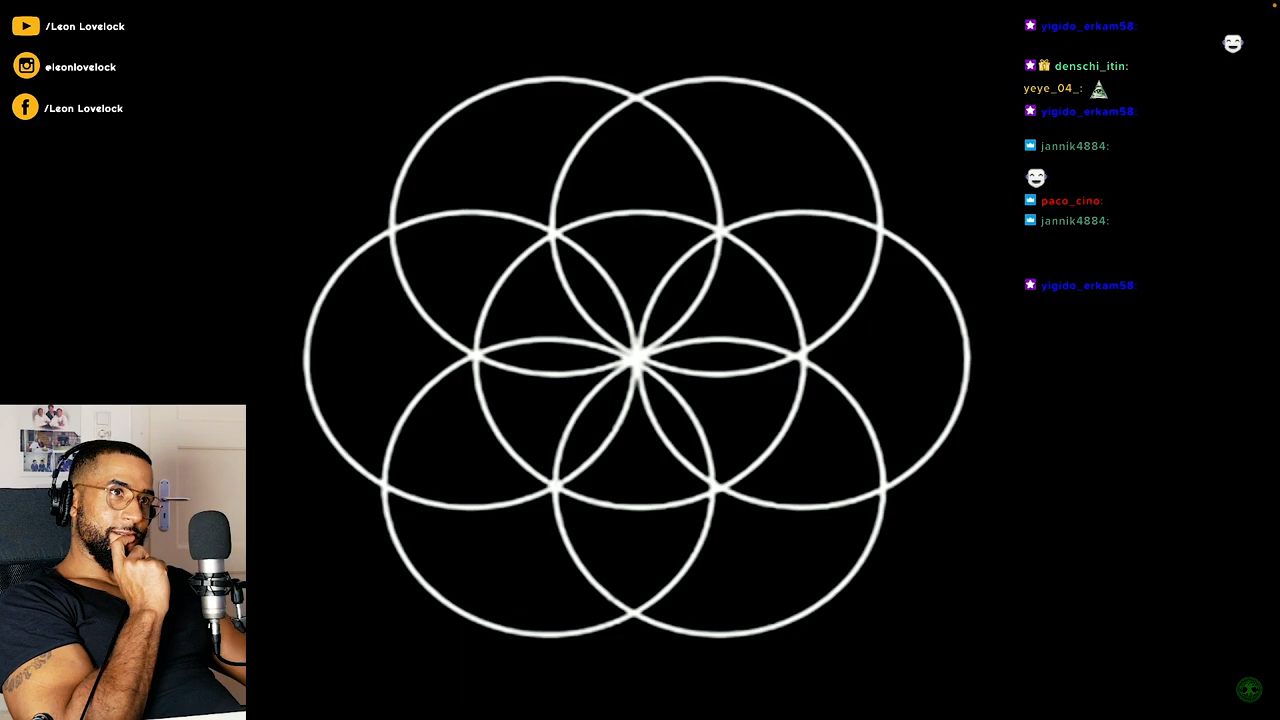 /Leon Lovelock
@leonlovelock
/Leon Lovelock
yigido_erkam58:
denschi_itin:
yeye_04_:
yigido_erkam58:
jannik4884:
paco_cino:
jannik4884:
yigido_erkam58: